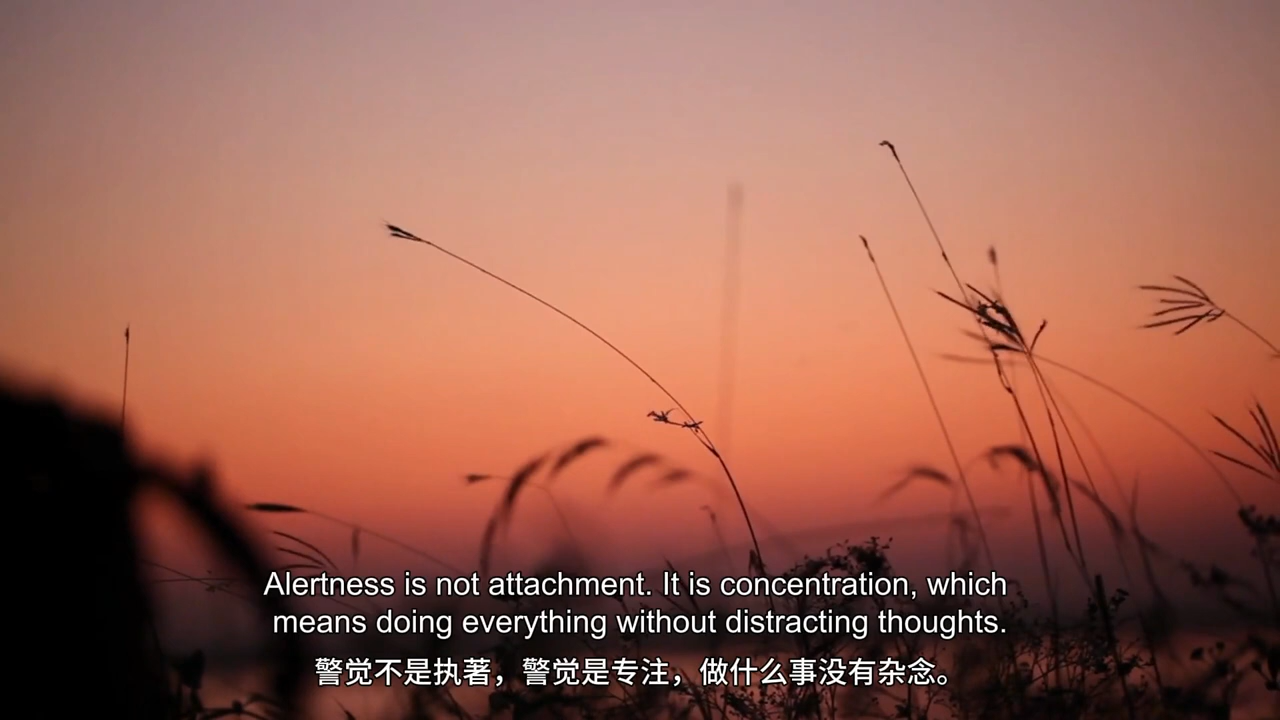 Alertness is not attachment. It is concentration, which
means doing everything without distracting thoughts.
警觉不是执著，警觉是专注，做什么事没有杂念。